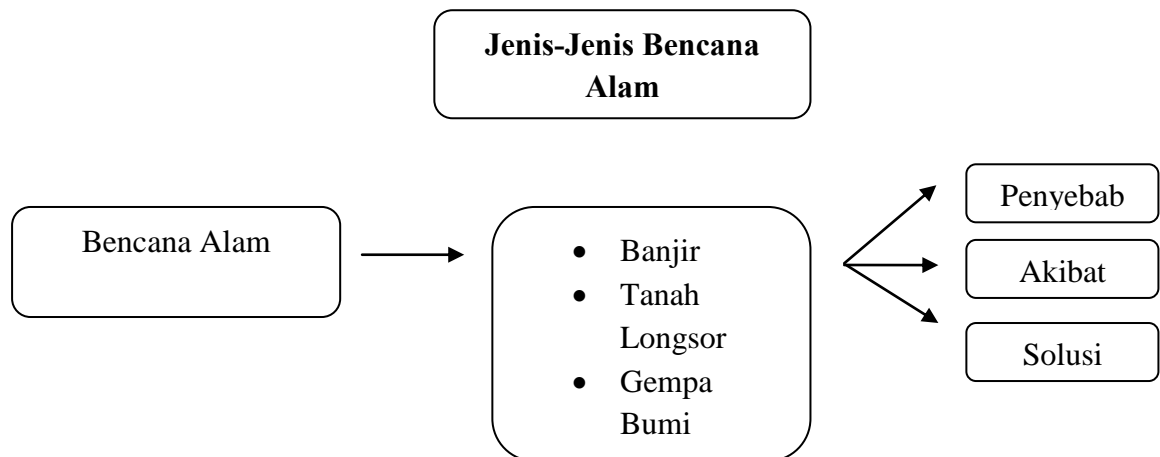 Jenis-Jenis Bencana
Alam
Bencana Alam
• Banjir
• Tanah
Longsor
• Gempa
Bumi
Penyebab
Akibat
Solusi